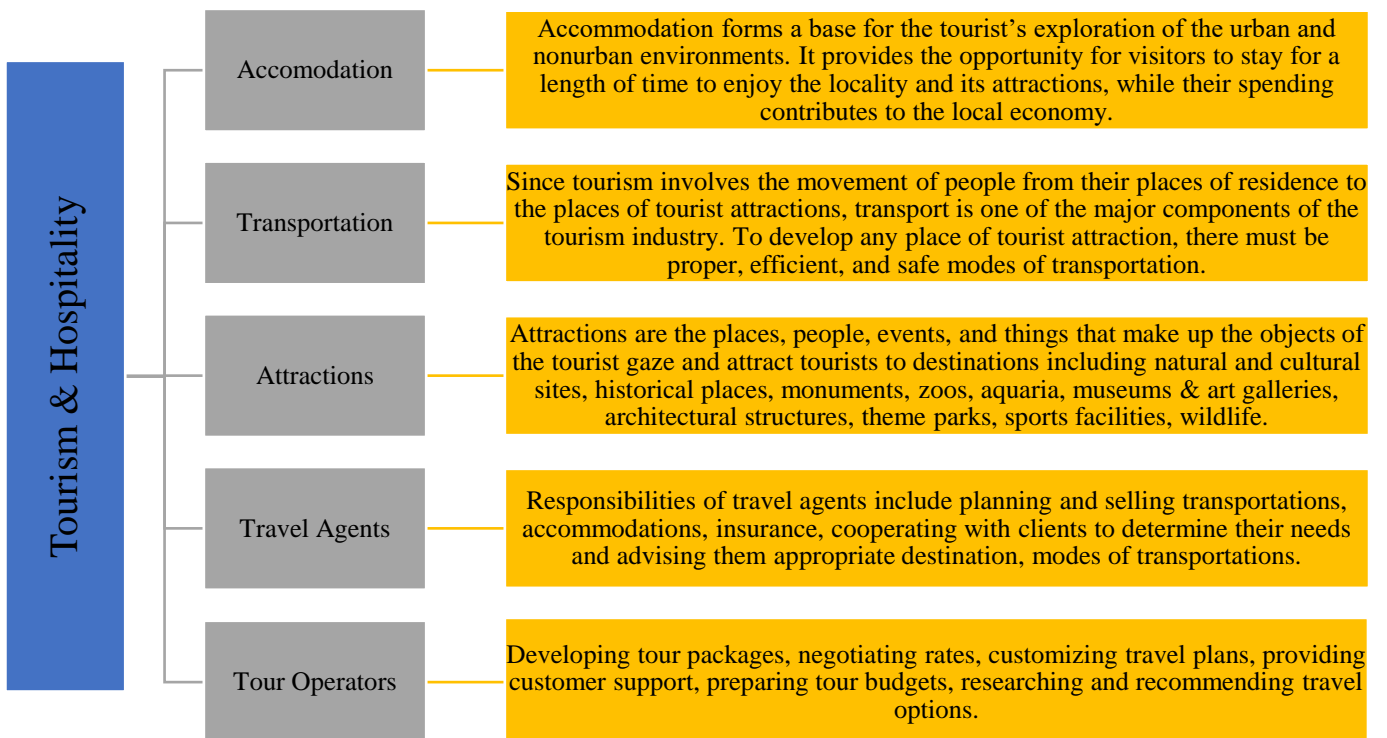 Tourism & Hospitality
Accomodation
Accommodation forms a base for the tourist’s exploration of the urban and
nonurban environments. It provides the opportunity for visitors to stay for a
length of time to enjoy the locality and its attractions, while their spending
contributes to the local economy.
Transportation
Since tourism involves the movement of people from their places of residence to
the places of tourist attractions, transport is one of the major components of the
tourism industry. To develop any place of tourist attraction, there must be
proper, efficient, and safe modes of transportation.
Attractions
Attractions are the places, people, events, and things that make up the objects of
the tourist gaze and attract tourists to destinations including natural and cultural
sites, historical places, monuments, zoos, aquaria, museums & art galleries,
architectural structures, theme parks, sports facilities, wildlife.
Travel Agents
Responsibilities of travel agents include planning and selling transportations,
accommodations, insurance, cooperating with clients to determine their needs
and advising them appropriate destination, modes of transportations.
Tour Operators
Developing tour packages, negotiating rates, customizing travel plans, providing
customer support, preparing tour budgets, researching and recommending travel
options.